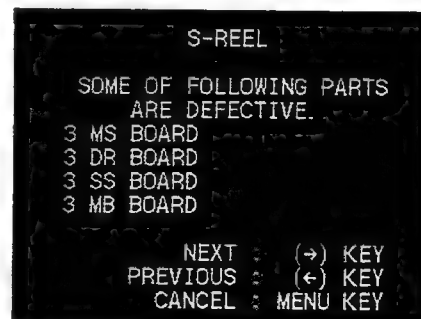 S-REEL
SOME OF FOLLOWING PARTS
ARE DEFECTIVE.
3 MS BOARD
3 DR BOARD
3 SS BOARD
3 MB BOARD
NEXT : (→) KEY
PREVIOUS : (←) KEY
CANCEL : MENU KEY